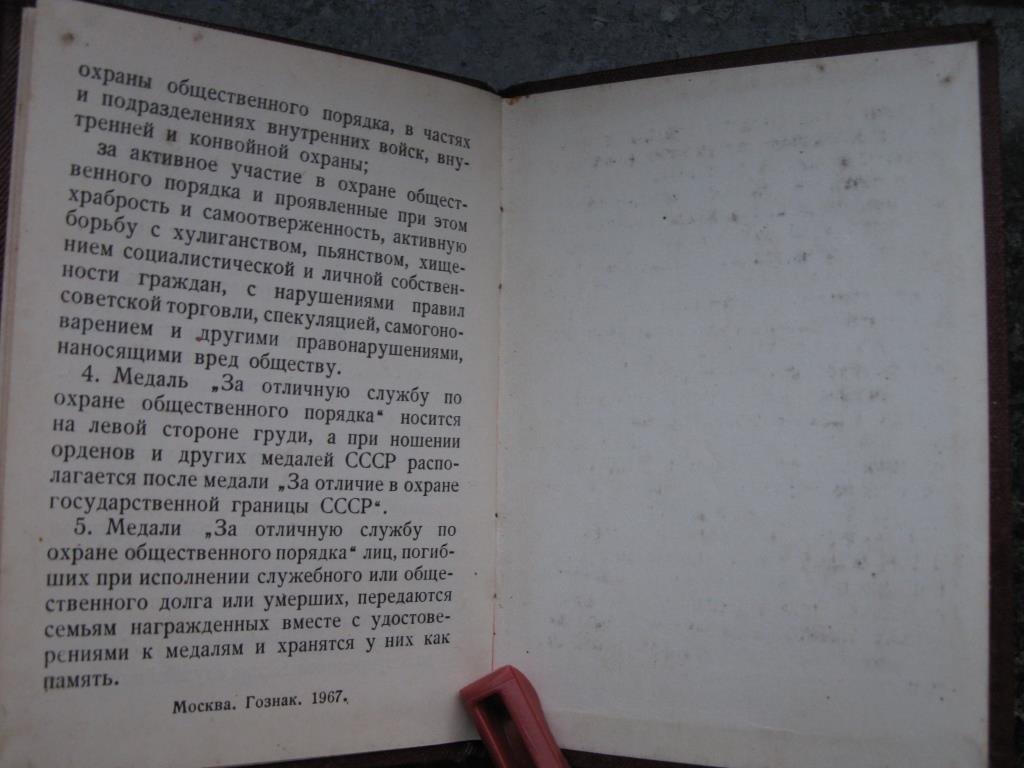 охраны общественного порядка, в частях
и подразделениях внутренних войск, вну-
тренней и конвойной охраны;
за активное участие в охране общест-
венного порядка и проявленные при этом
храбрость и самоотверженность, активную
борьбу с хулиганством, пьянством, хище-
нием социалистической и личной собствен-
ности граждан, с нарушениями правил
советской торговли, спекуляцией, самогоно-
варением и другими правонарушениями,
наносящими вред обществу.
4. Медаль „За отличную службу по
охране общественного порядка“ носится
на левой стороне груди, а при ношении
орденов и других медалей СССР распо-
лагается после медали „За отличие в охране
государственной границы СССР“.
5. Медали „За отличную службу по
охране общественного порядка“ лиц, погиб-
ших при исполнении служебного или обще-
ственного долга или умерших, передаются
семьям награжденных вместе с удостове-
рениями к медалям и хранятся у них как
память.
Москва. Гознак. 1967.